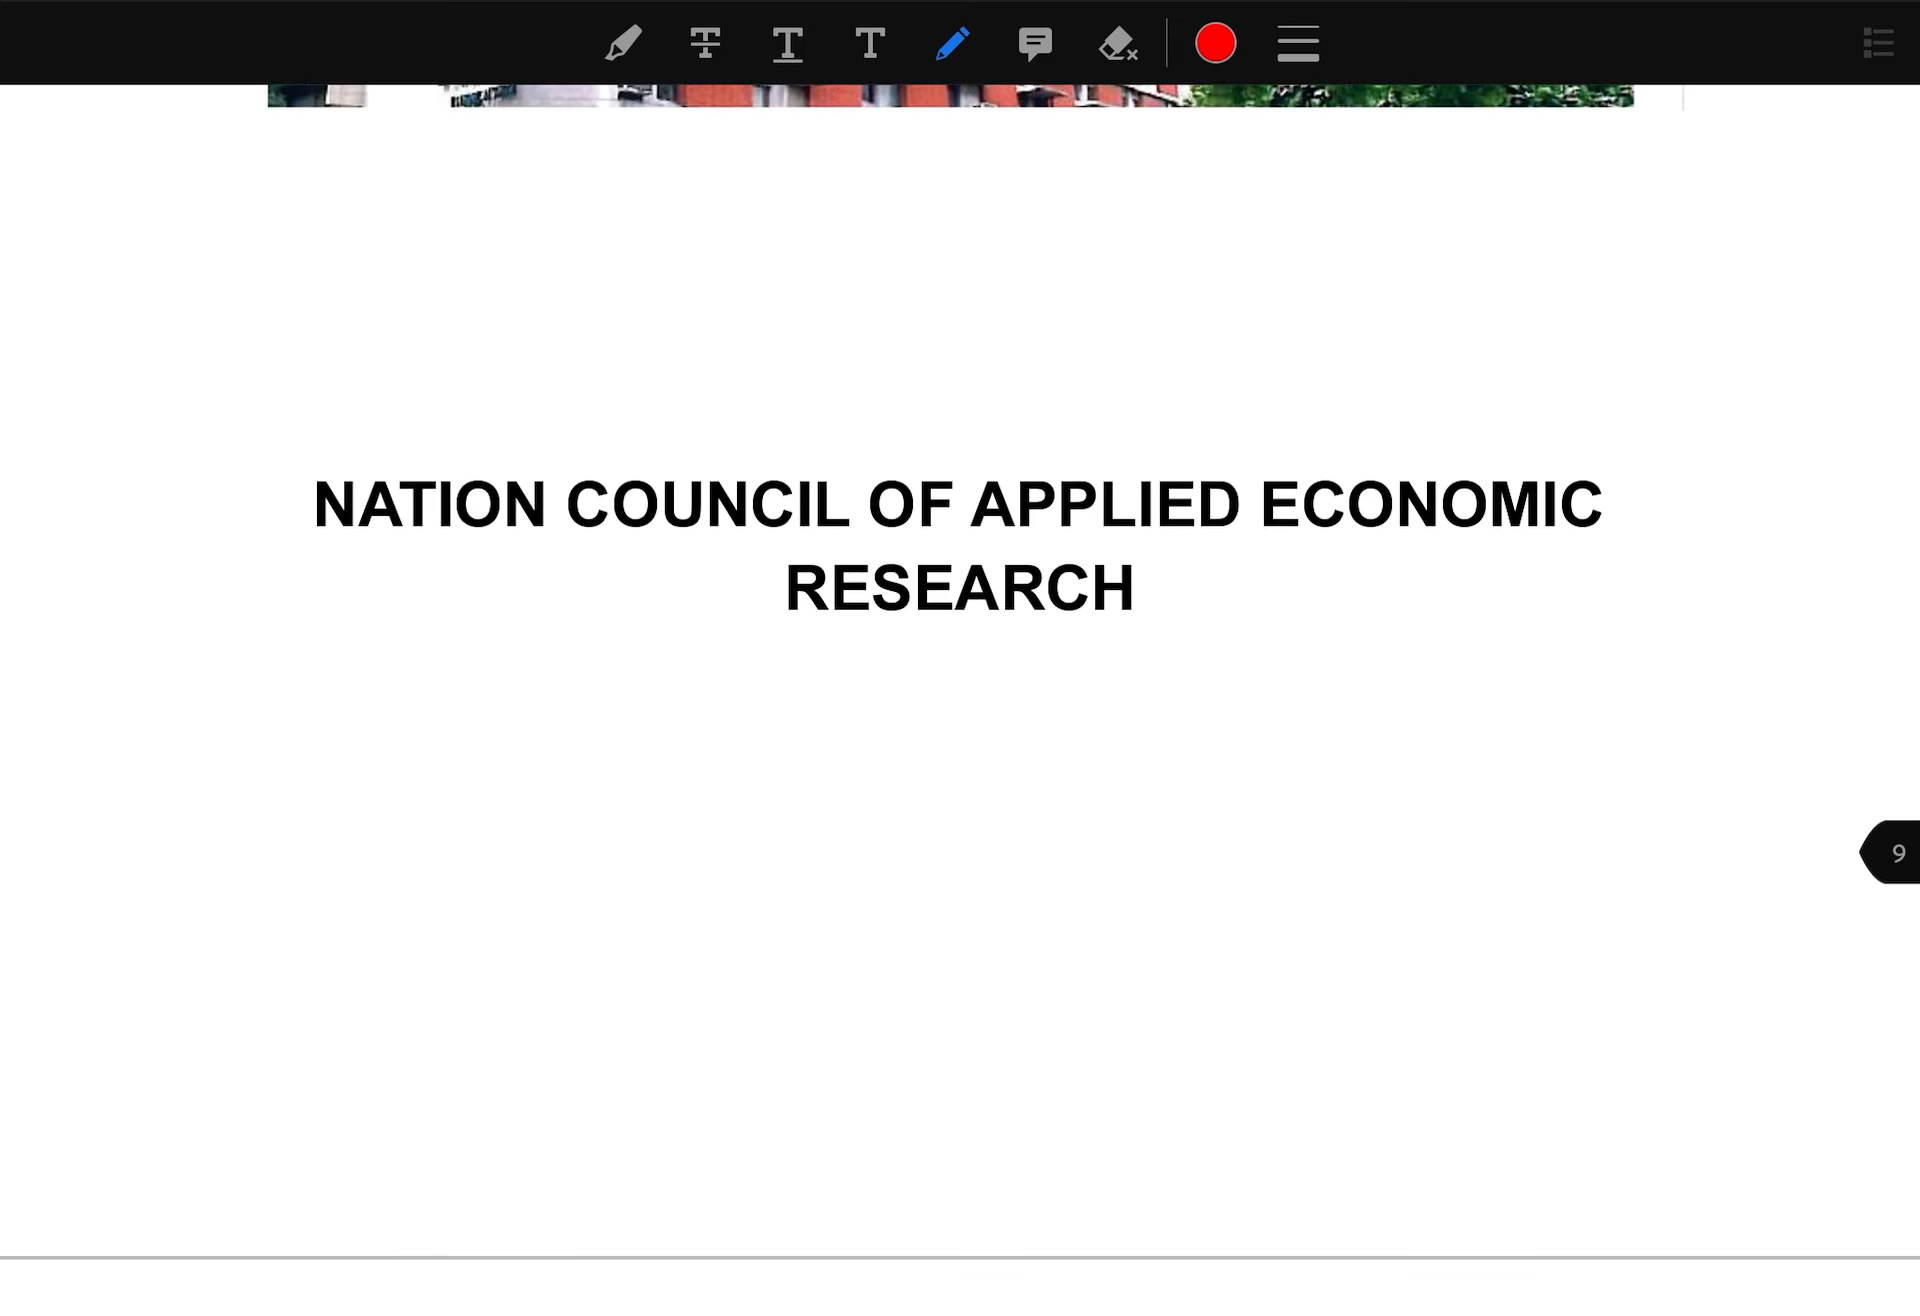 NATION COUNCIL OF APPLIED ECONOMIC
RESEARCH
9